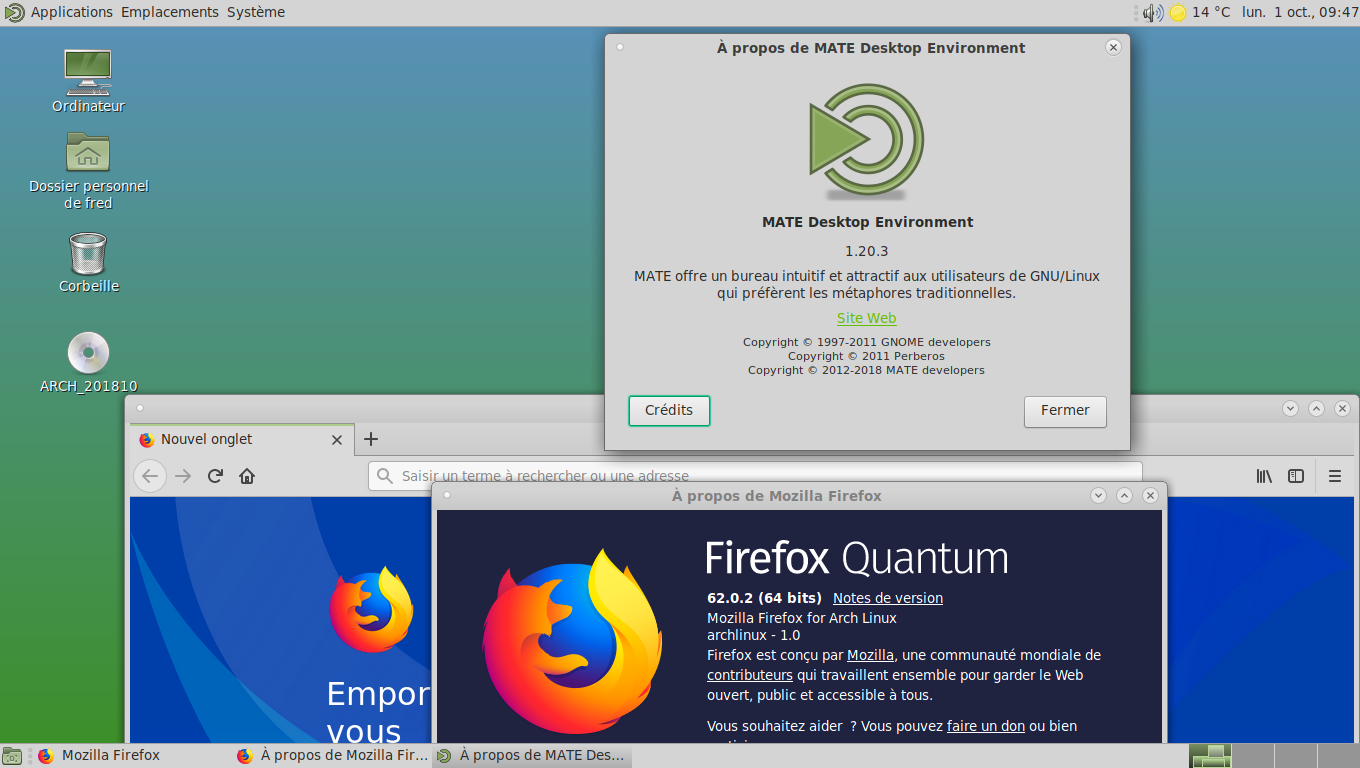 Applications Emplacements Système
14 °C lun. 1 oct., 09:47
Ordinateur
Dossier personnel
de fred
Corbeille
ARCH_201810
À propos de MATE Desktop Environment
MATE Desktop Environment
1.20.3
MATE offre un bureau intuitif et attractif aux utilisateurs de GNU/Linux
qui préfèrent les métaphores traditionnelles.
Site Web
Copyright © 1997-2011 GNOME developers
Copyright © 2011 Perberos
Copyright © 2012-2018 MATE developers
Crédits
Fermer
Nouvel onglet
Saisir un terme à rechercher ou une adresse
Empor
vous
À propos de Mozilla Firefox
Firefox Quantum
62.0.2 (64 bits) Notes de version
Mozilla Firefox for Arch Linux
archlinux - 1.0
Firefox est conçu par Mozilla, une communauté mondiale de
contributeurs qui travaillent ensemble pour garder le Web
ouvert, public et accessible à tous.
Vous souhaitez aider ? Vous pouvez faire un don ou bien
Mozilla Firefox
À propos de Mozilla Fir...
À propos de MATE Des...